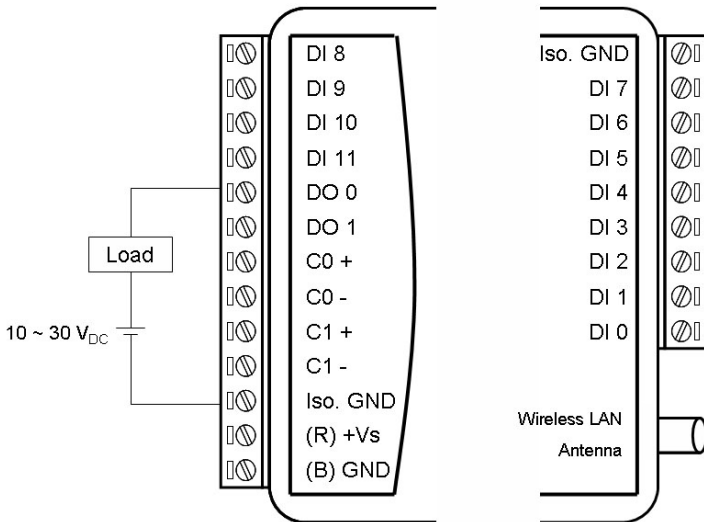 DI 8
DI 9
DI 10
DI 11
DO 0
DO 1
C0 +
C0 -
C1 +
C1 -
Iso. GND
(R) +Vs
(B) GND
Load
10 ~ 30 VDC
Iso. GND
DI 7
DI 6
DI 5
DI 4
DI 3
DI 2
DI 1
DI 0
Wireless LAN
Antenna